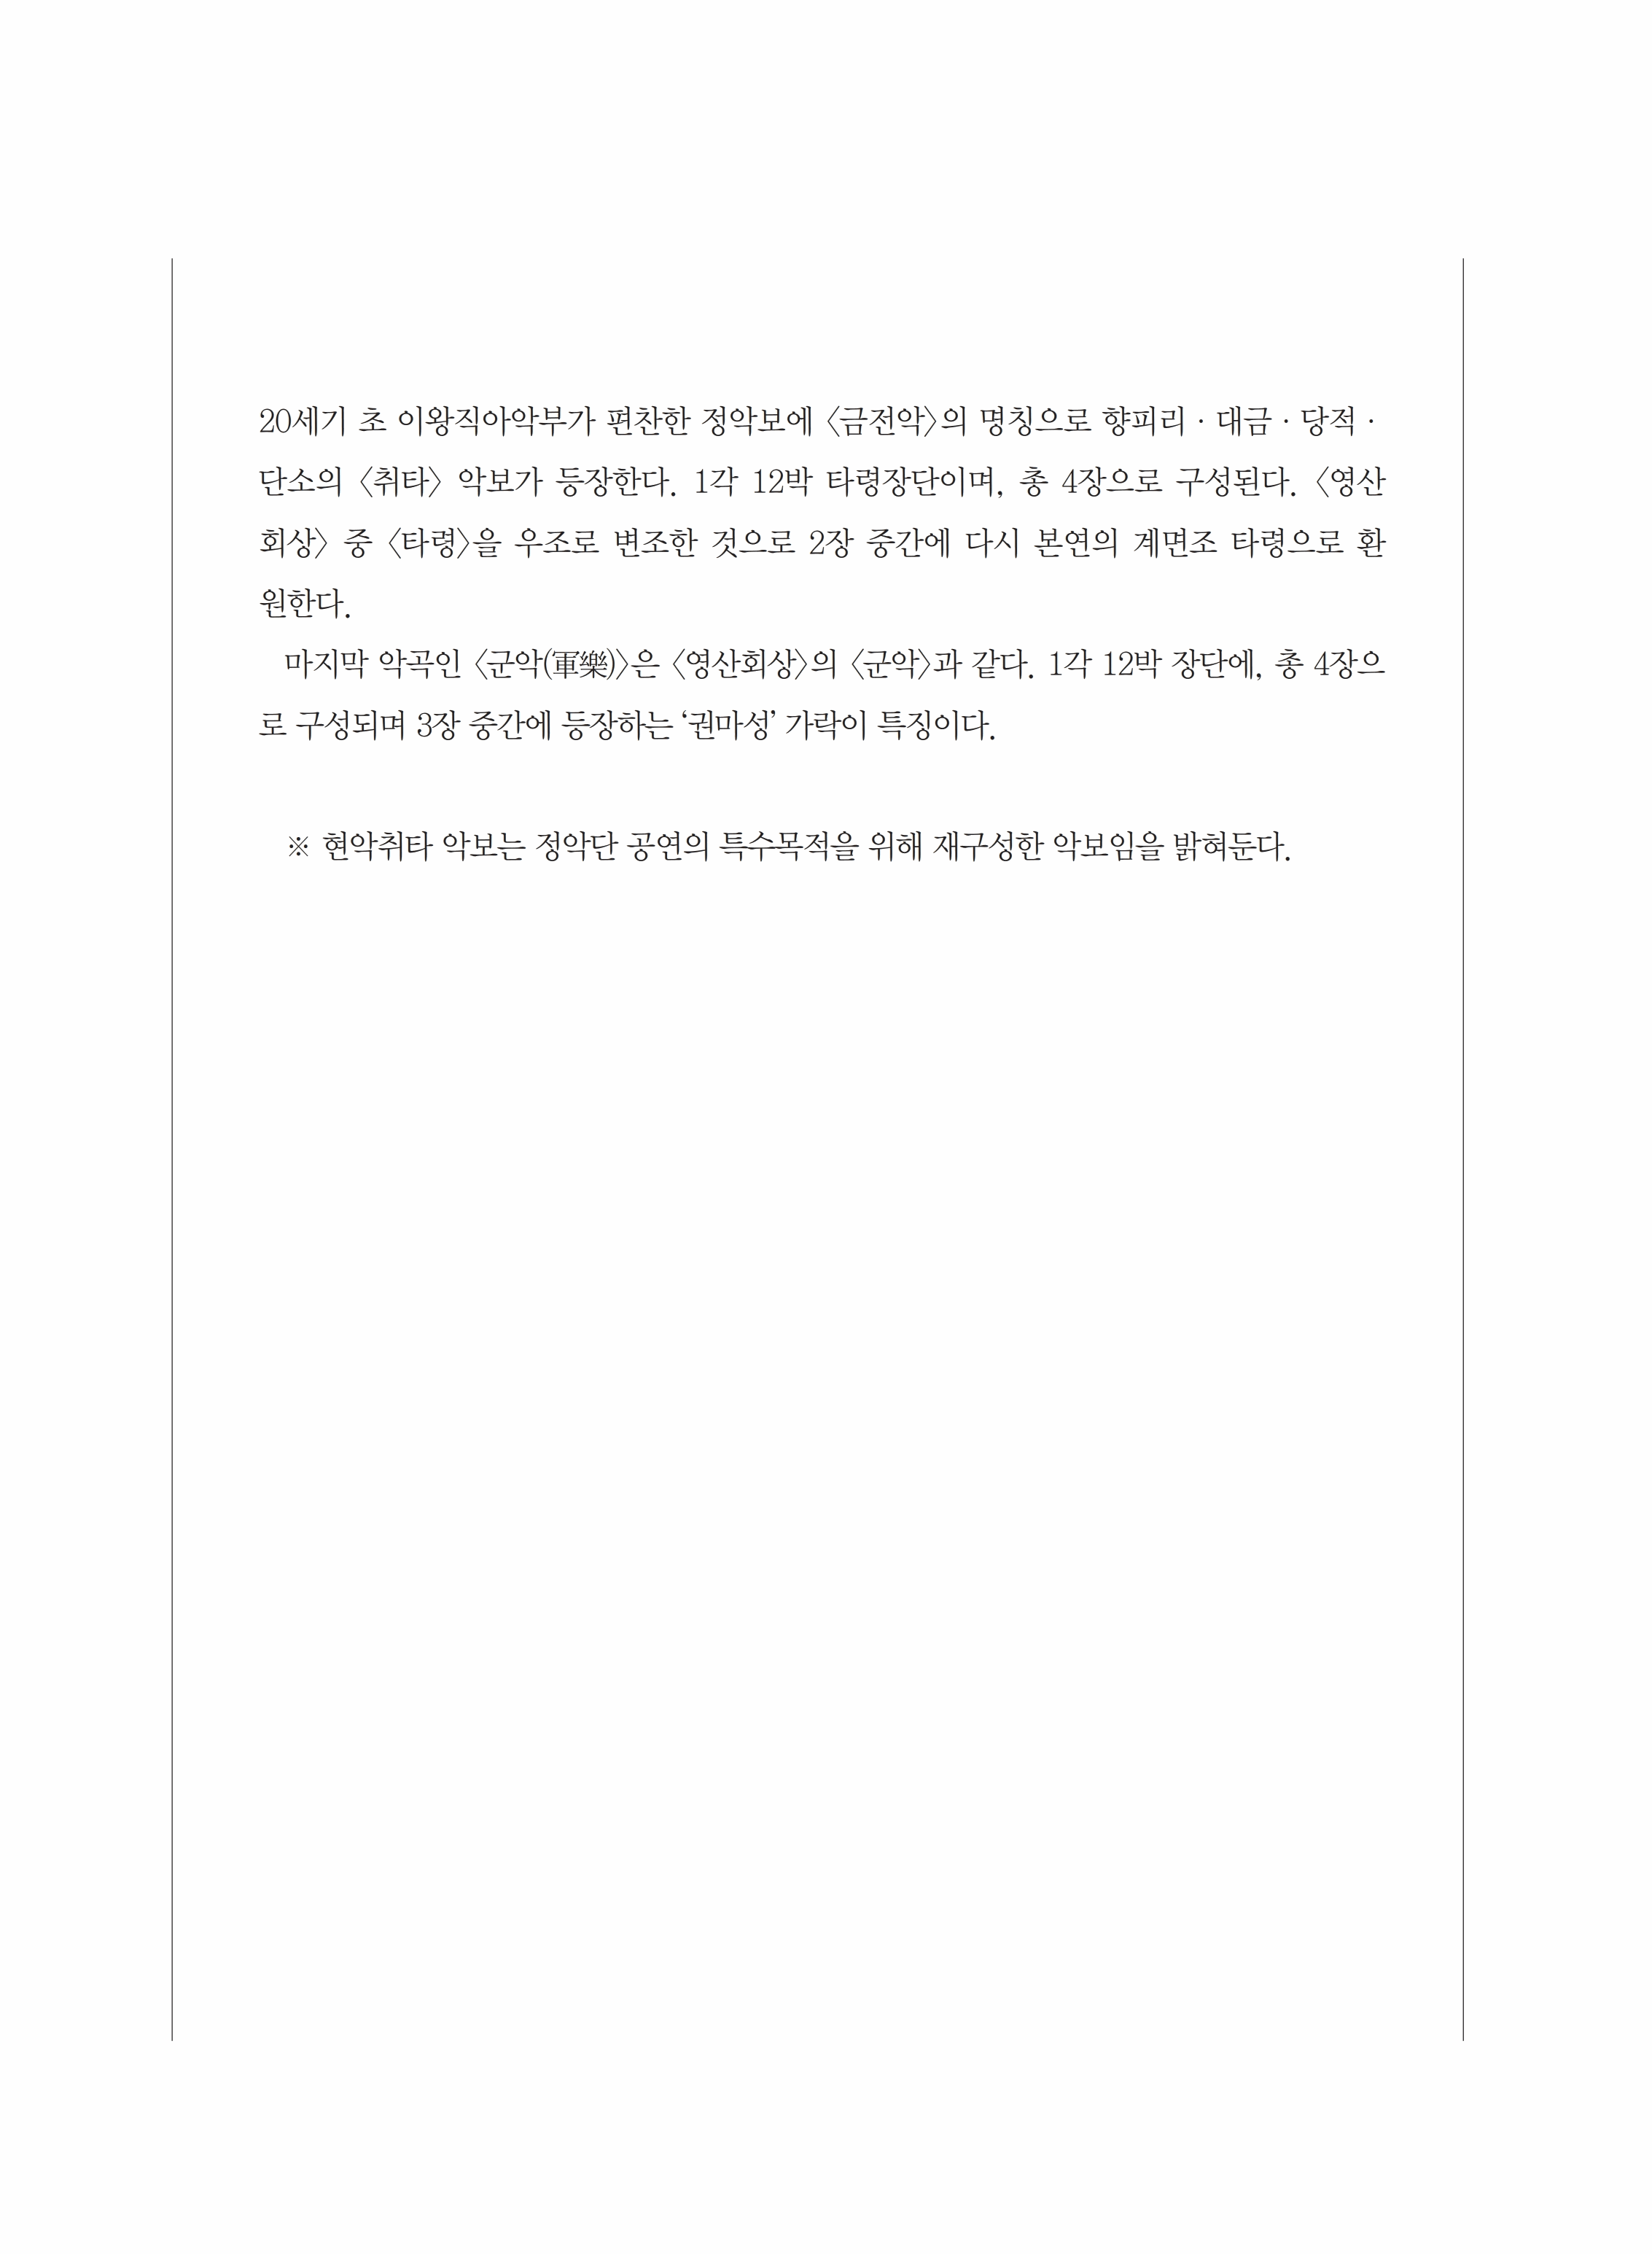 20세기 초 이왕직아악부가 편찬한 정악보에 〈금전악〉의 명칭으로 향피리 · 대금 · 당적 ·
단소의 〈취타〉 악보가 등장한다. 1각 12박 타령장단이며, 총 4장으로 구성된다. 〈영산
회상〉 중 〈타령〉을 우조로 변조한 것으로 2장 중간에 다시 본연의 계면조 타령으로 환
원한다.
마지막 악곡인 〈군악(軍樂)〉은 〈영산회상〉의 〈군악〉과 같다. 1각 12박 장단에, 총 4장으
로 구성되며 3장 중간에 등장하는 ‘권마성’ 가락이 특징이다.
※ 현악취타 악보는 정악단 공연의 특수목적을 위해 재구성한 악보임을 밝혀둔다.